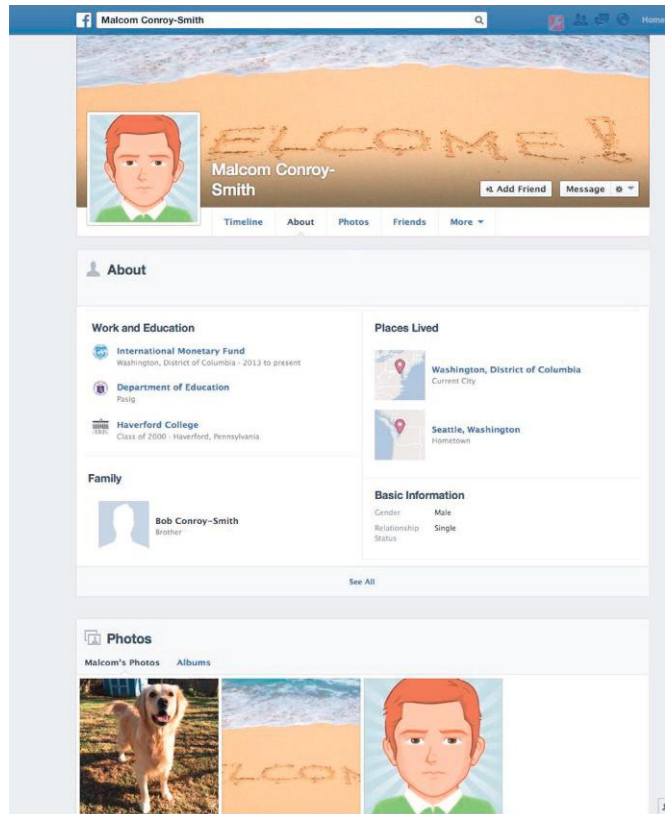 Malcom Conroy-Smith
Home
WELCOME!
Malcom Conroy-
Smith
Add Friend
Message
Timeline About Photos Friends More
About
Work and Education
International Monetary Fund
Washington, District of Columbia · 2013 to present
Department of Education
Pasig
Haverford College
Class of 2000 · Haverford, Pennsylvania
Family
Bob Conroy-Smith
Brother
Places Lived
Washington, District of Columbia
Current City
Seattle, Washington
Hometown
Basic Information
Gender Male
Relationship Single
Status
See All
Photos
Malcom's Photos Albums
ELCOM